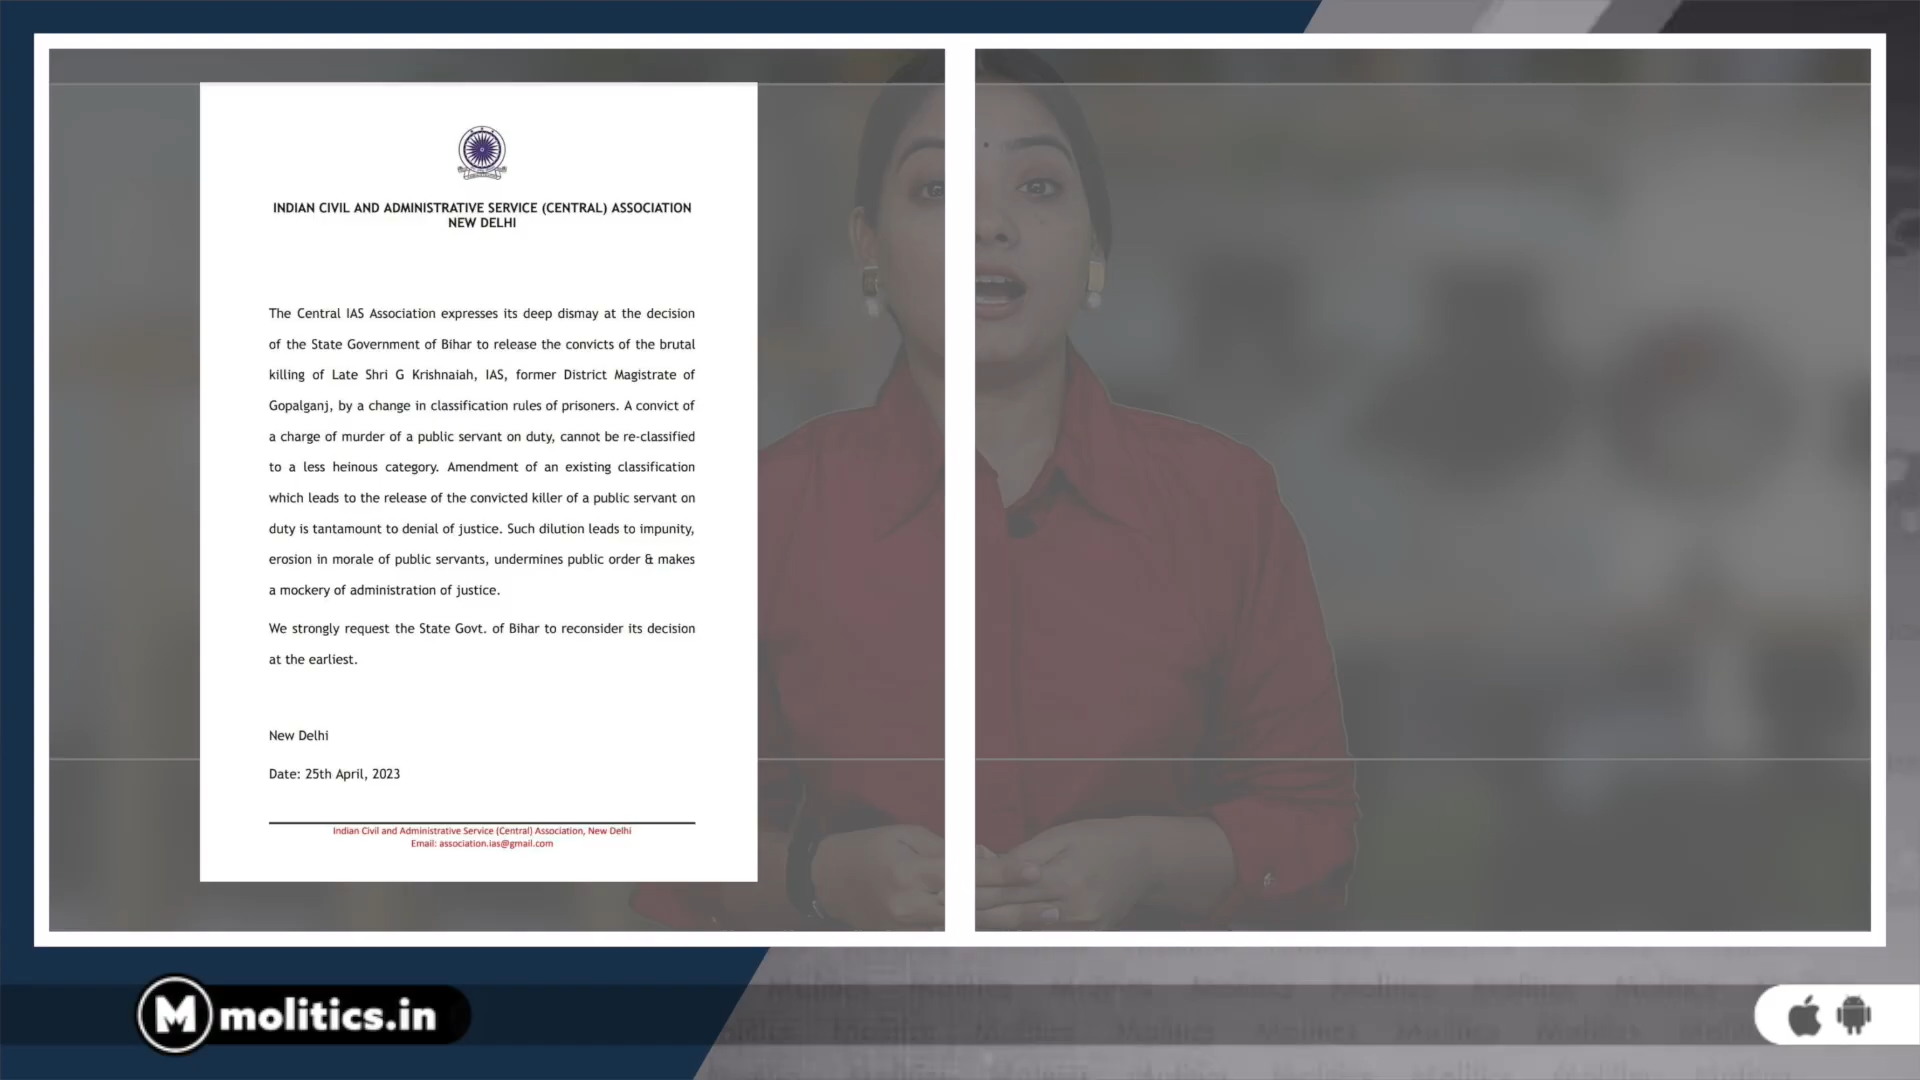 INDIAN CIVIL AND ADMINISTRATIVE SERVICE (CENTRAL) ASSOCIATION
NEW DELHI
The Central IAS Association expresses its deep dismay at the decision
of the State Government of Bihar to release the convicts of the brutal
killing of Late Shri G Krishnaiah, IAS, former District Magistrate of
Gopalganj, by a change in classification rules of prisoners. A convict of
a charge of murder of a public servant on duty, cannot be re-classified
to a less heinous category. Amendment of an existing classification
which leads to the release of the convicted killer of a public servant on
duty is tantamount to denial of justice. Such dilution leads to impunity,
erosion in morale of public servants, undermines public order & makes
a mockery of administration of justice.
We strongly request the State Govt. of Bihar to reconsider its decision
at the earliest.
New Delhi
Date: 25th April, 2023
Indian Civil and Administrative Service (Central) Association, New Delhi
Email: association.ias@gmail.com
M molitics.in